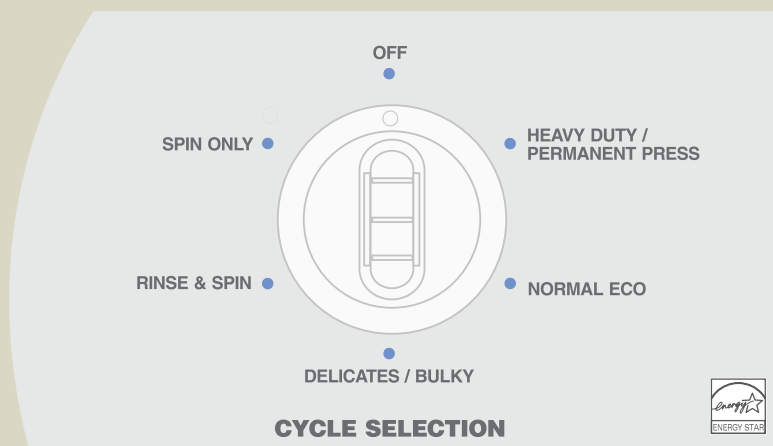 OFF
SPIN ONLY
HEAVY DUTY /
PERMANENT PRESS
RINSE & SPIN
NORMAL ECO
DELICATES / BULKY
CYCLE SELECTION
energy
ENERGY STAR